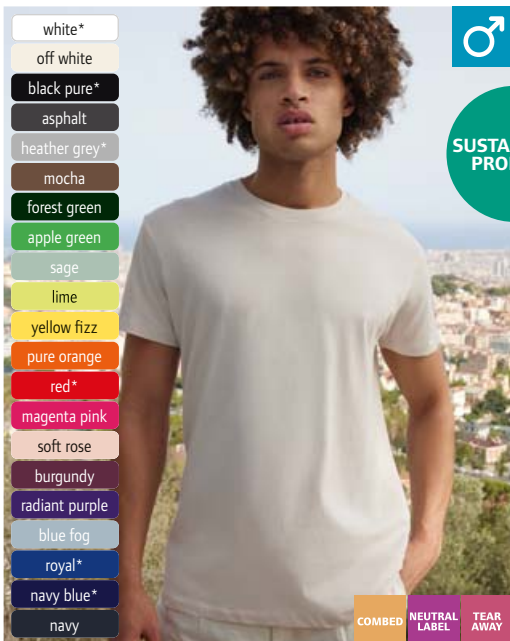 white*
off white
black pure*
asphalt
heather grey*
mocha
forest green
apple green
sage
lime
yellow fizz
pure orange
red*
magenta pink
soft rose
burgundy
radiant purple
blue fog
royal*
navy blue*
navy
SUSTA
PRO
COMBED
NEUTRAL
LABEL
TEAR
AWAY